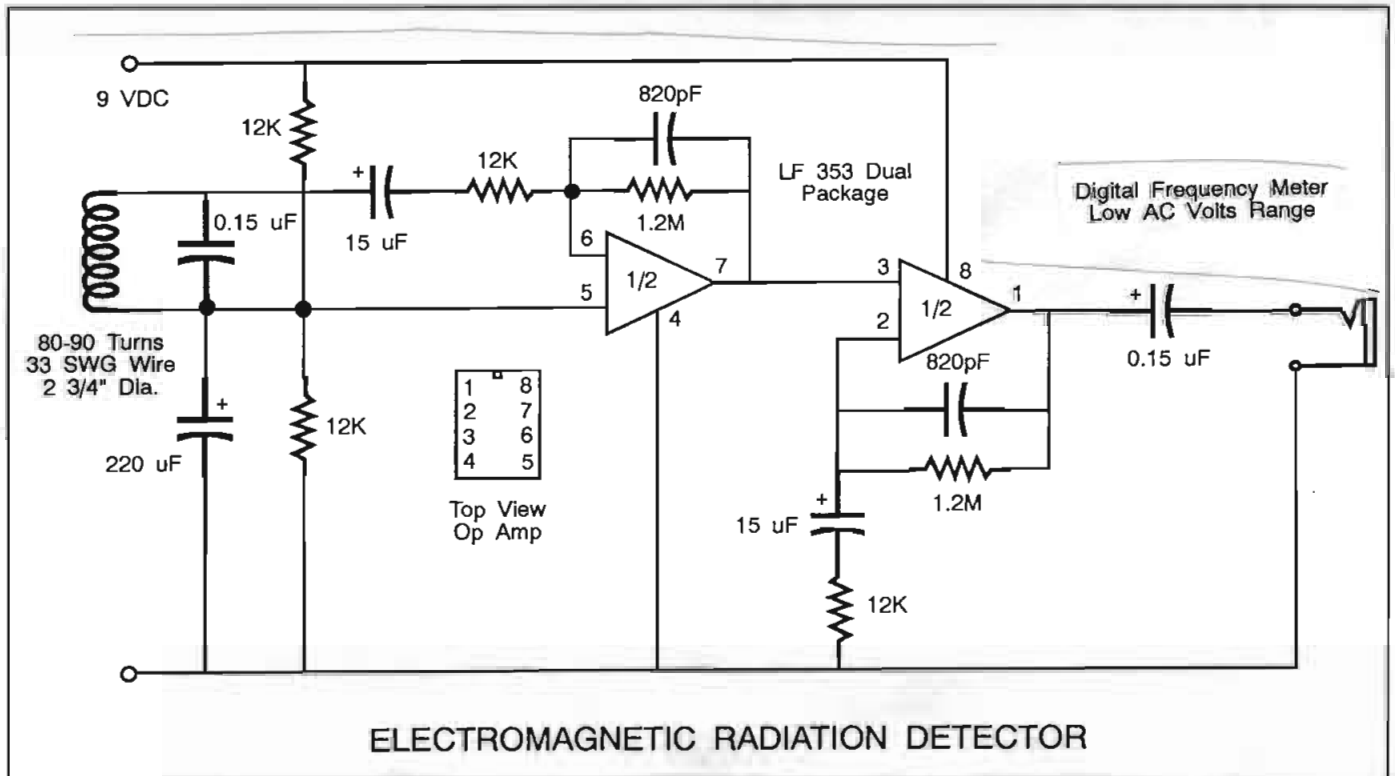 9 VDC
12K
820pF
12K
LF 353 Dual
Package
Digital Frequency Meter
Low AC Volts Range
+
0.15 uF
15 uF
1.2M
6
7
1/2
5
4
3
8
1/2
1
2
+
0.15 uF
80-90 Turns
33 SWG Wire
2 3/4" Dia.
+
220 uF
12K
1 8
2 7
3 6
4 5
Top View
Op Amp
820pF
1.2M
+
15 uF
12K
ELECTROMAGNETIC RADIATION DETECTOR